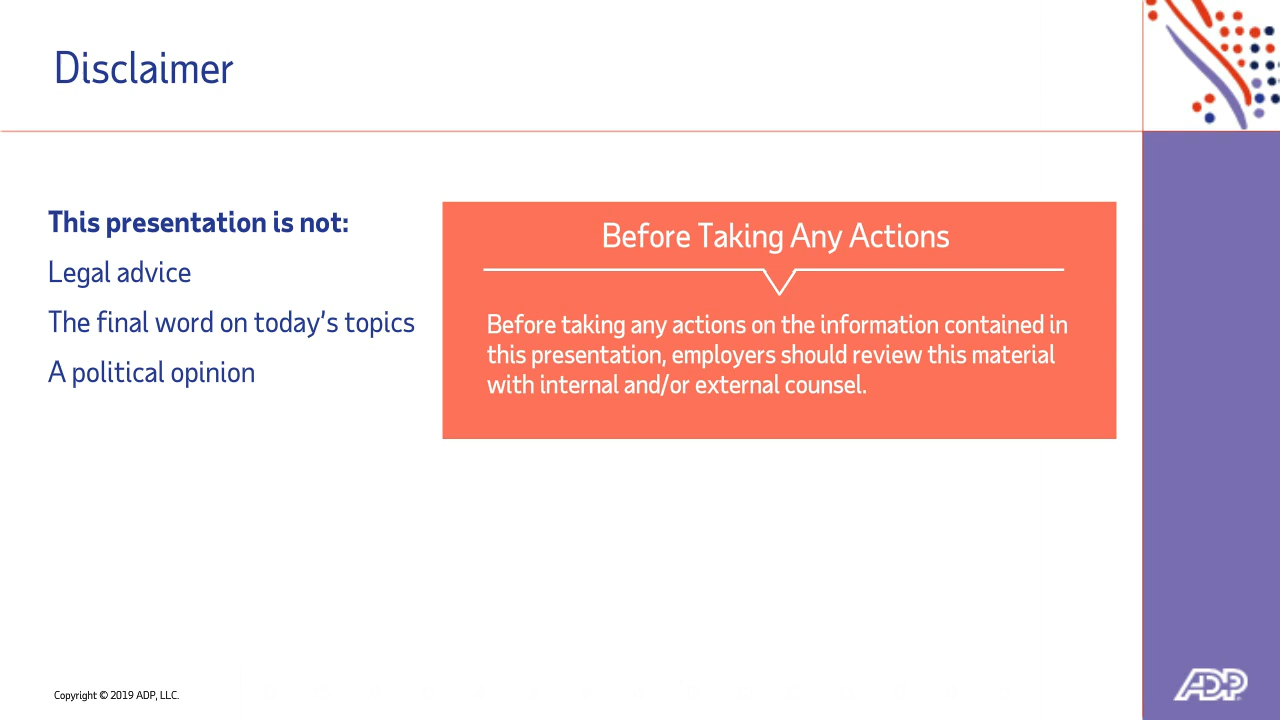 Disclaimer
This presentation is not:
Legal advice
The final word on today's topics
A political opinion
Before Taking Any Actions
Before taking any actions on the information contained in
this presentation, employers should review this material
with internal and/or external counsel.
Copyright © 2019 ADP, LLC.
ADP